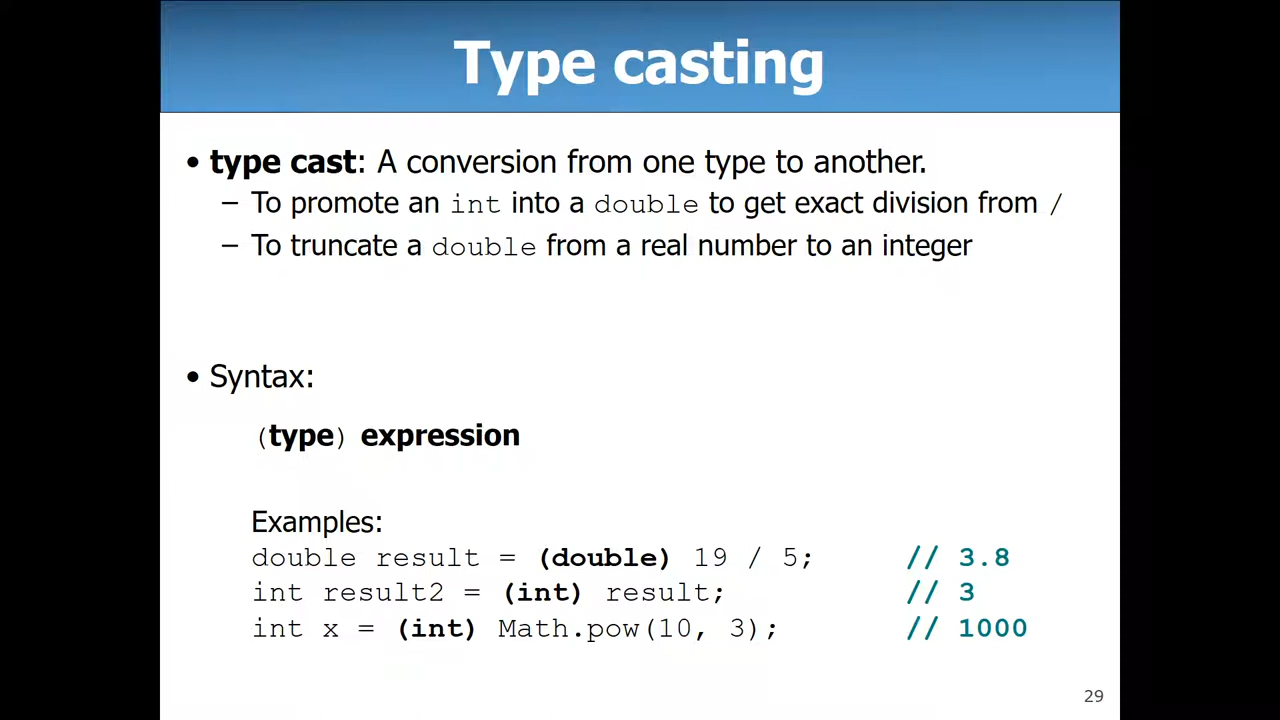 Type casting
• type cast: A conversion from one type to another.
– To promote an int into a double to get exact division from /
– To truncate a double from a real number to an integer
• Syntax:
(type) expression
Examples:
double result = (double) 19 / 5; // 3.8
int result2 = (int) result; // 3
int x = (int) Math.pow(10, 3); // 1000
29